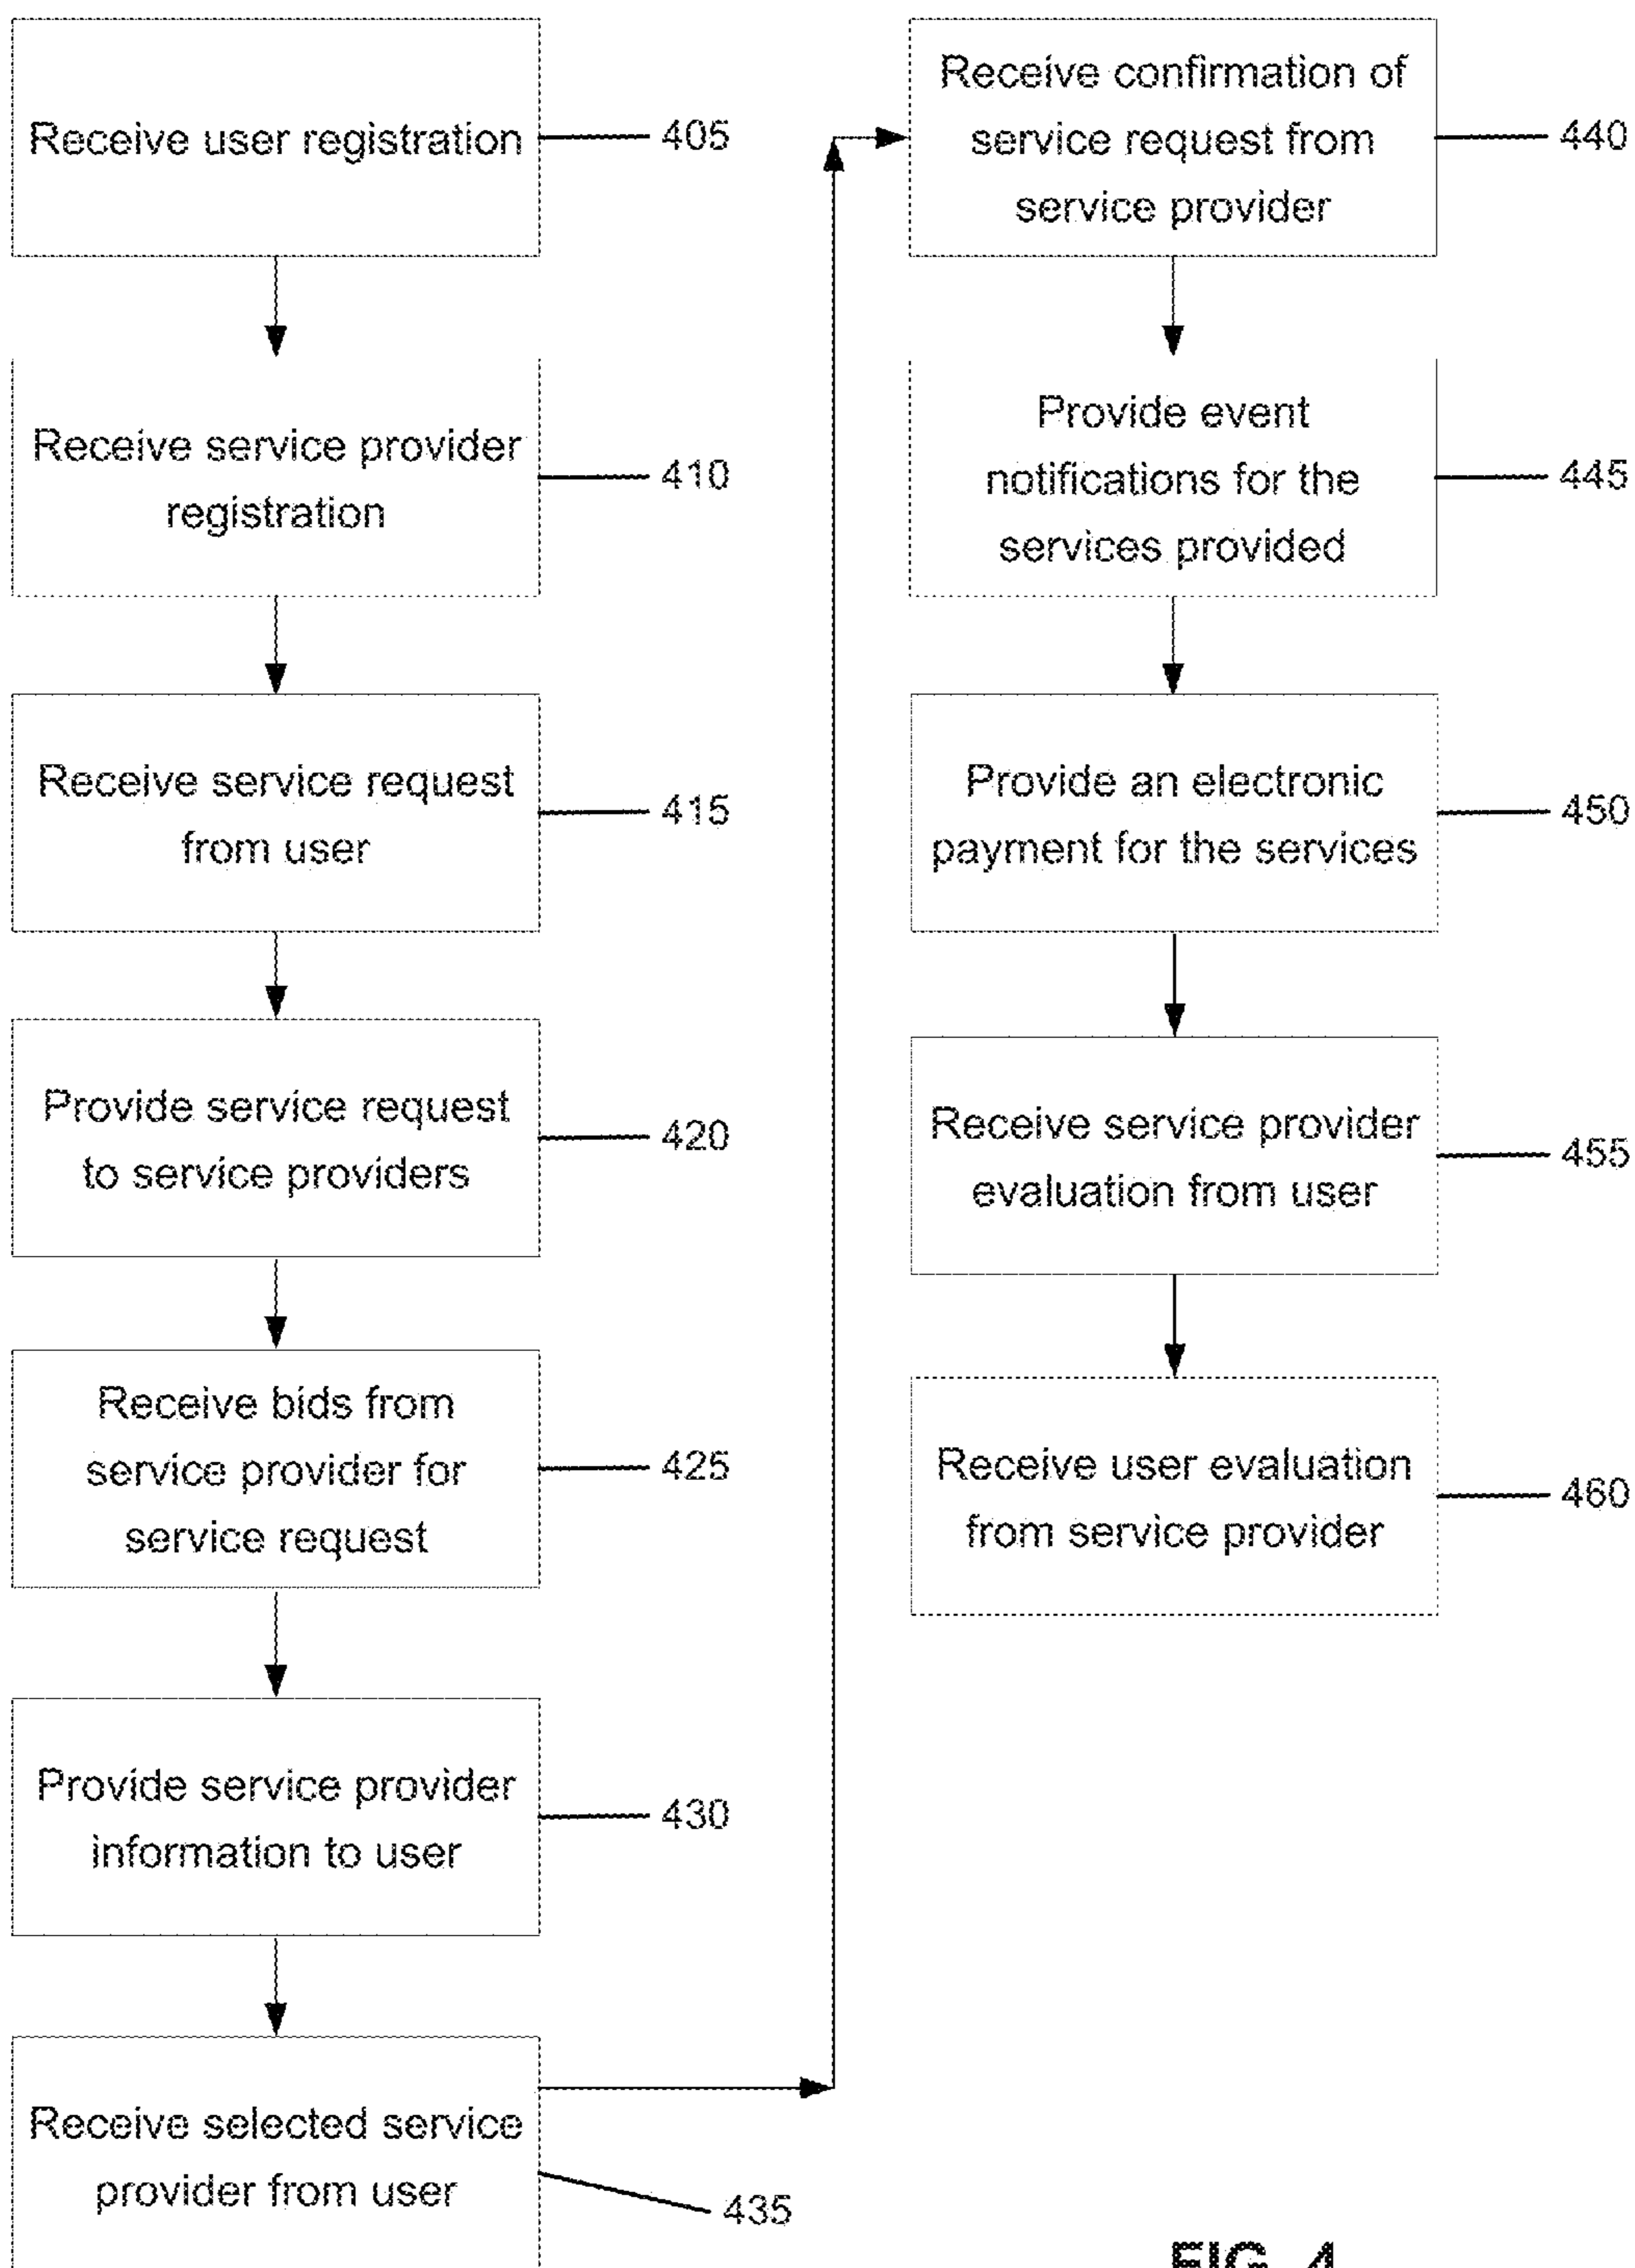 Receive user registration
405
Receive service provider
registration
410
Receive service request
from user
415
Provide service request
to service providers
420
Receive bids from
service provider for
service request
425
Provide service provider
information to user
430
Receive selected service
provider from user
435
Receive confirmation of
service request from
service provider
440
Provide event
notifications for the
services provided
445
Provide an electronic
payment for the services
450
Receive service provider
evaluation from user
455
Receive user evaluation
from service provider
460
FIG. 4